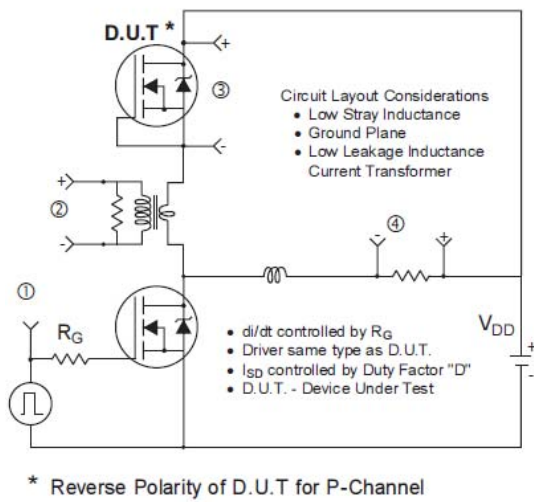 D.U.T *
+
③
-
Circuit Layout Considerations
• Low Stray Inductance
• Ground Plane
• Low Leakage Inductance
Current Transformer
+
②
-
-
④
+
①
RG
• di/dt controlled by RG
• Driver same type as D.U.T.
• ISD controlled by Duty Factor "D"
• D.U.T. - Device Under Test
VDD
+
-
* Reverse Polarity of D.U.T for P-Channel